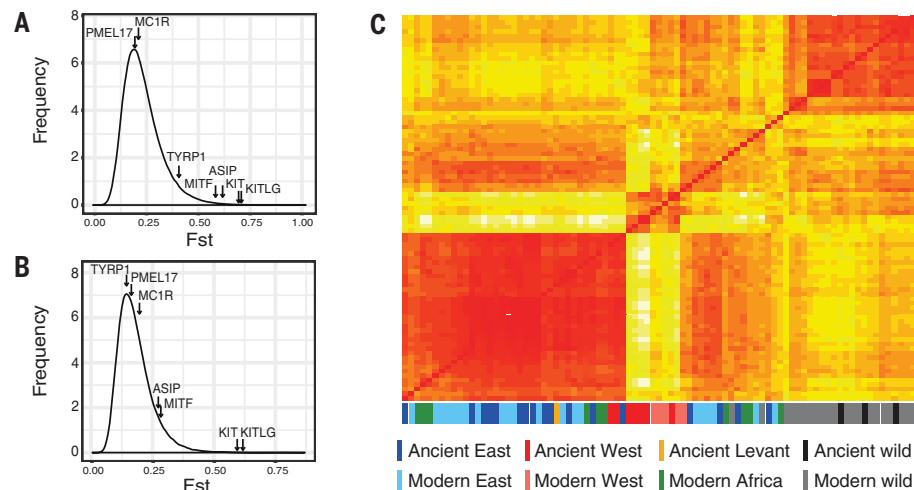 A
8
6
4
2
0
Frequency
MC1R
PMEL17
TYRP1
ASIP
MITF
KIT
KITLG
0.00
0.25
0.50
0.75
1.00
Fst
B
8
6
4
2
0
Frequency
TYRP1
PMEL17
MC1R
ASIP
MITF
KIT
KITLG
0.00
0.25
0.50
0.75
Fst
C
Ancient East
Ancient West
Ancient Levant
Ancient wild
Modern East
Modern West
Modern Africa
Modern wild